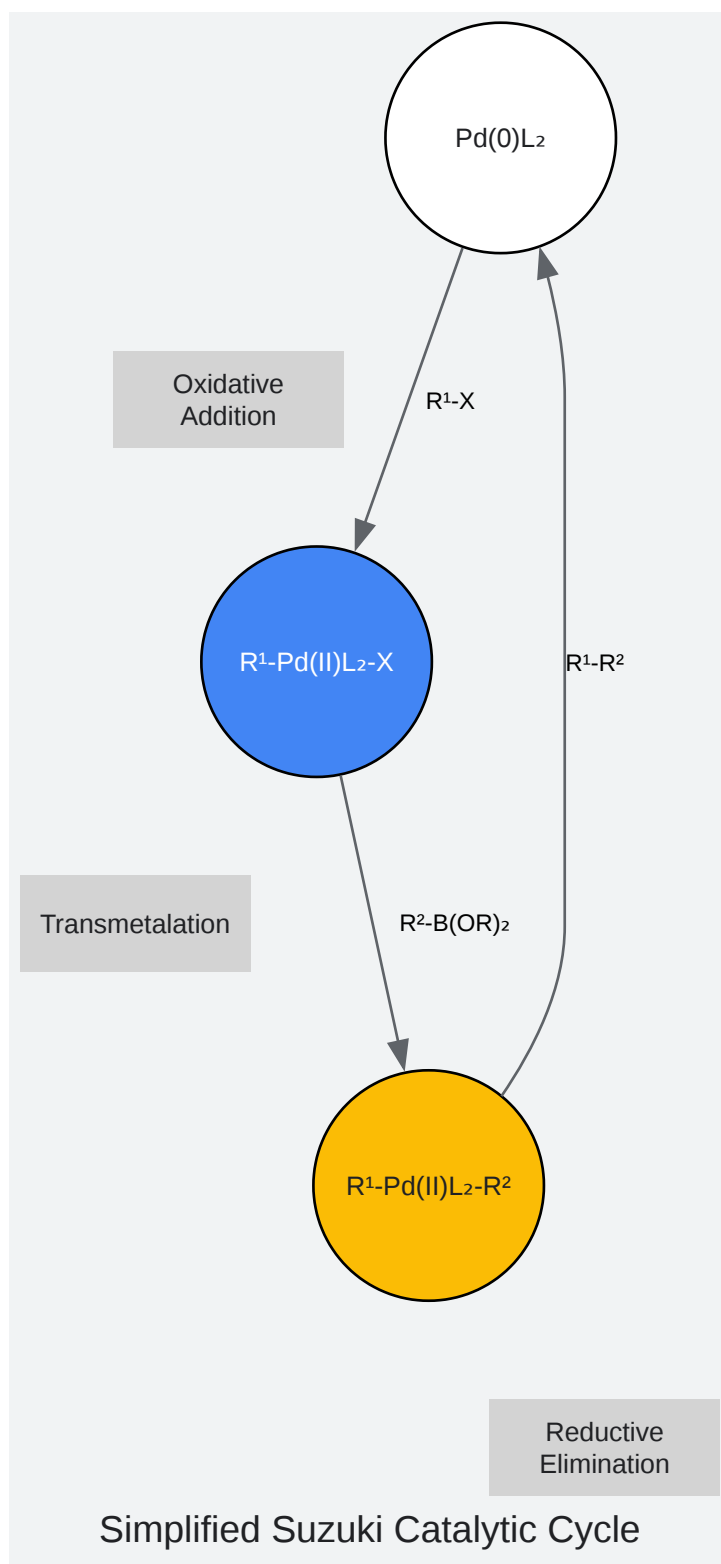 Pd(0)L₂
Oxidative
Addition
R¹-X
R¹-Pd(II)L₂-X
R¹-R²
Transmetalation
R²-B(OR)₂
R¹-Pd(II)L₂-R²
Reductive
Elimination
Simplified Suzuki Catalytic Cycle